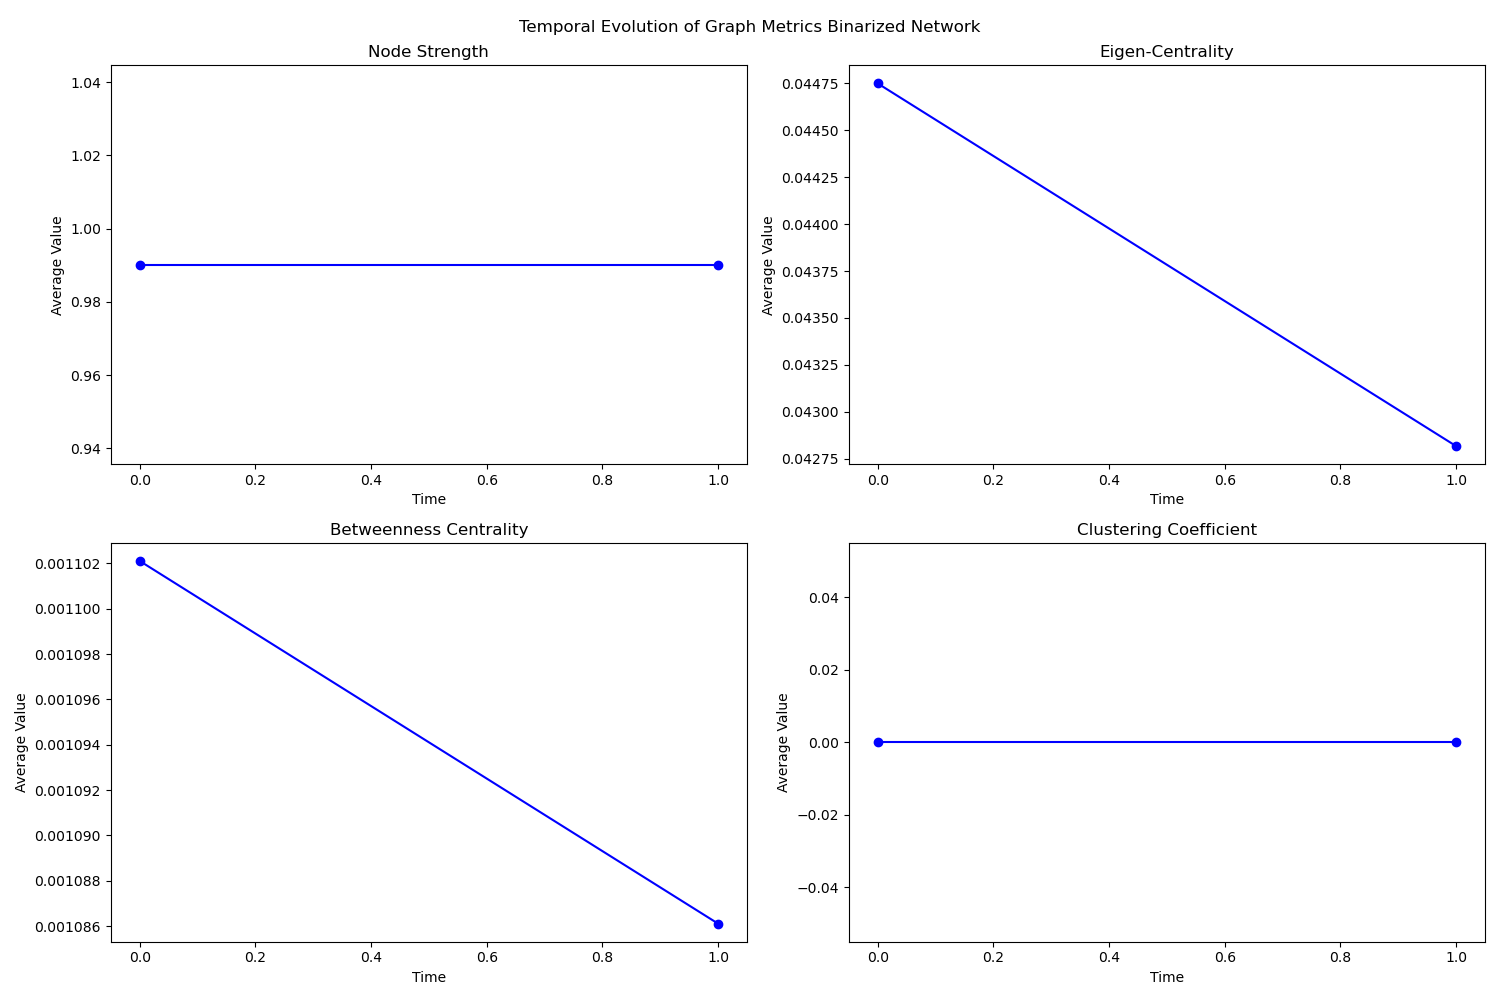 Temporal Evolution of Graph Metrics Binarized Network
Node Strength
1.04
1.02
1.00
0.98
0.96
0.94
Average Value
0.0 0.2 0.4 0.6 0.8 1.0
Time
Eigen-Centrality
0.04475
0.04450
0.04425
0.04400
0.04375
0.04350
0.04325
0.04300
0.04275
Average Value
0.0 0.2 0.4 0.6 0.8 1.0
Time
Betweenness Centrality
0.001102
0.001100
0.001098
0.001096
0.001094
0.001092
0.001090
0.001088
0.001086
Average Value
0.0 0.2 0.4 0.6 0.8 1.0
Time
Clustering Coefficient
0.04
0.02
0.00
−0.02
−0.04
Average Value
0.0 0.2 0.4 0.6 0.8 1.0
Time